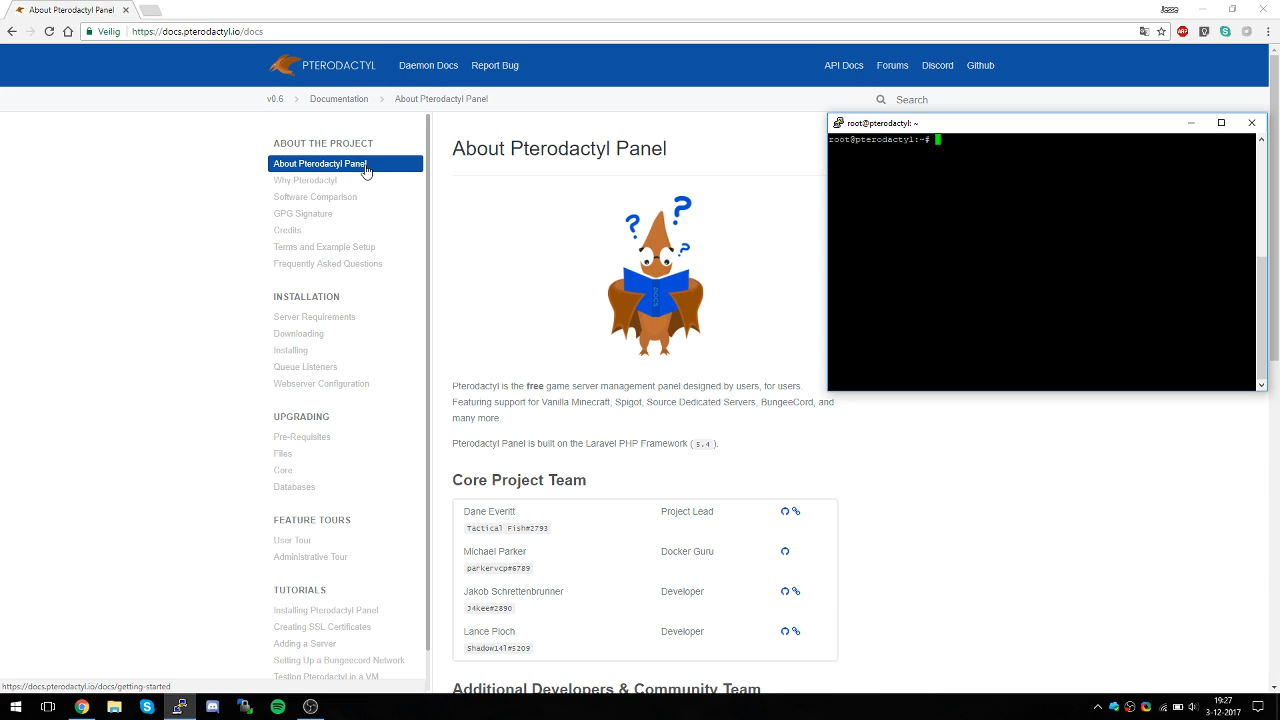 About Pterodactyl Panel
Veilig
https://docs.pterodactyl.io/docs
PTERODACTYL
Daemon Docs
Report Bug
API Docs
Forums
Discord
Github
v0.6 > Documentation > About Pterodactyl Panel
Search
ABOUT THE PROJECT
About Pterodactyl Panel
Why Pterodactyl
Software Comparison
GPG Signature
Credits
Terms and Example Setup
Frequently Asked Questions
INSTALLATION
Server Requirements
Downloading
Installing
Queue Listeners
Webserver Configuration
UPGRADING
Pre-Requisites
Files
Core
Databases
FEATURE TOURS
User Tour
Administrative Tour
TUTORIALS
Installing Pterodactyl Panel
Creating SSL Certificates
Adding a Server
Setting Up a Bungeecord Network
Testing Pterodactyl in a VM
https://docs.pterodactyl.io/docs/getting-started
About Pterodactyl Panel
? ? ?
DOCS
Pterodactyl is the free game server management panel designed by users, for users.
Featuring support for Vanilla Minecraft, Spigot, Source Dedicated Servers, BungeeCord, and
many more.
Pterodactyl Panel is built on the Laravel PHP Framework ( 5.4 ).
Core Project Team
Dane Everitt
Project Lead
Tactical Fish#2793
Michael Parker
Docker Guru
parkervcp#6789
Jakob Schrettenbrunner
Developer
J4kee#2890
Lance Pioch
Developer
Shadow14l#5209
Additional Developers & Community Team
root@pterodactyl: ~
root@pterodactyl:~#
19:27
3-12-2017